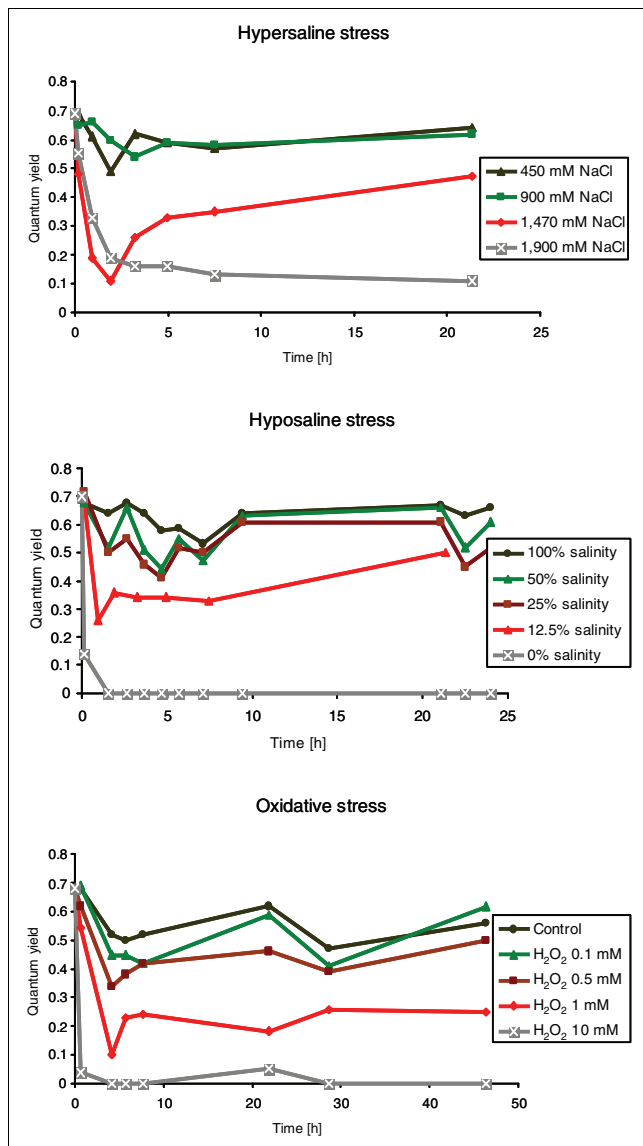 Hypersaline stress
0.8
0.7
0.6
0.5
0.4
0.3
0.2
0.1
0
Quantum yield
0 5 10 15 20 25
Time [h]
450 mM NaCl
900 mM NaCl
1,470 mM NaCl
1,900 mM NaCl
Hyposaline stress
0.8
0.7
0.6
0.5
0.4
0.3
0.2
0.1
0
Quantum yield
0 5 10 15 20 25
Time [h]
100% salinity
50% salinity
25% salinity
12.5% salinity
0% salinity
Oxidative stress
0.8
0.7
0.6
0.5
0.4
0.3
0.2
0.1
0
Quantum yield
0 10 20 30 40 50
Time [h]
Control
H₂O₂ 0.1 mM
H₂O₂ 0.5 mM
H₂O₂ 1 mM
H₂O₂ 10 mM